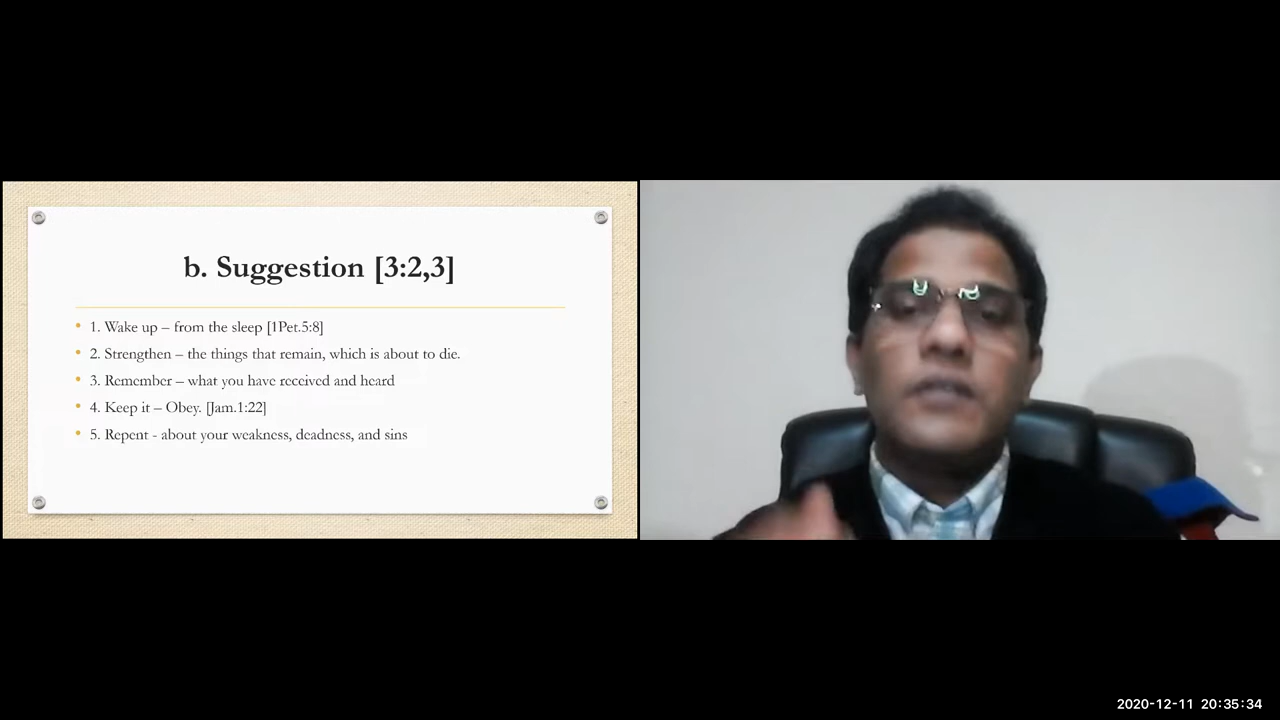 b. Suggestion [3:2,3]
• 1. Wake up – from the sleep [1Pet.5:8]
• 2. Strengthen – the things that remain, which is about to die.
• 3. Remember – what you have received and heard
• 4. Keep it – Obey. [Jam.1:22]
• 5. Repent - about your weakness, deadness, and sins
2020-12-11 20:35:34